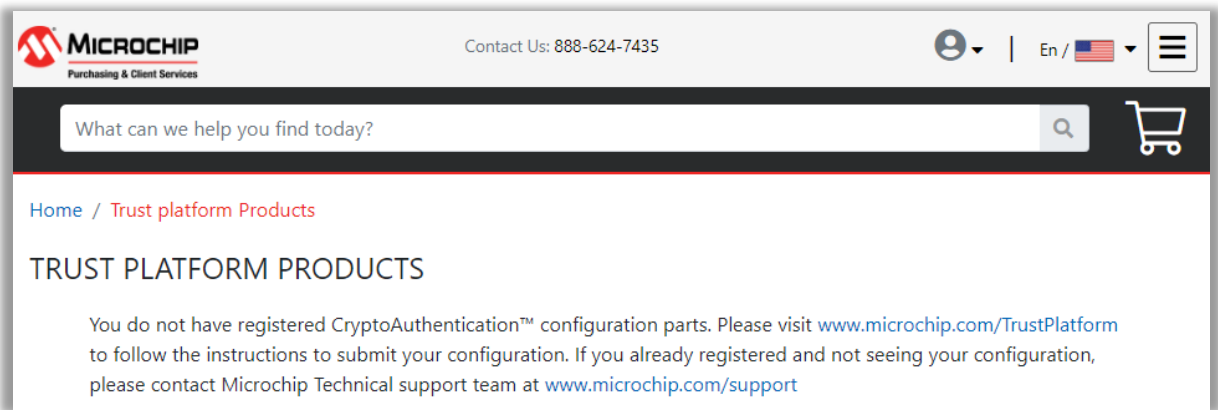 MICROCHIP
Purchasing & Client Services
Contact Us: 888-624-7435
En /
What can we help you find today?
Home / Trust platform Products
TRUST PLATFORM PRODUCTS
You do not have registered CryptoAuthentication™ configuration parts. Please visit www.microchip.com/TrustPlatform
to follow the instructions to submit your configuration. If you already registered and not seeing your configuration,
please contact Microchip Technical support team at www.microchip.com/support